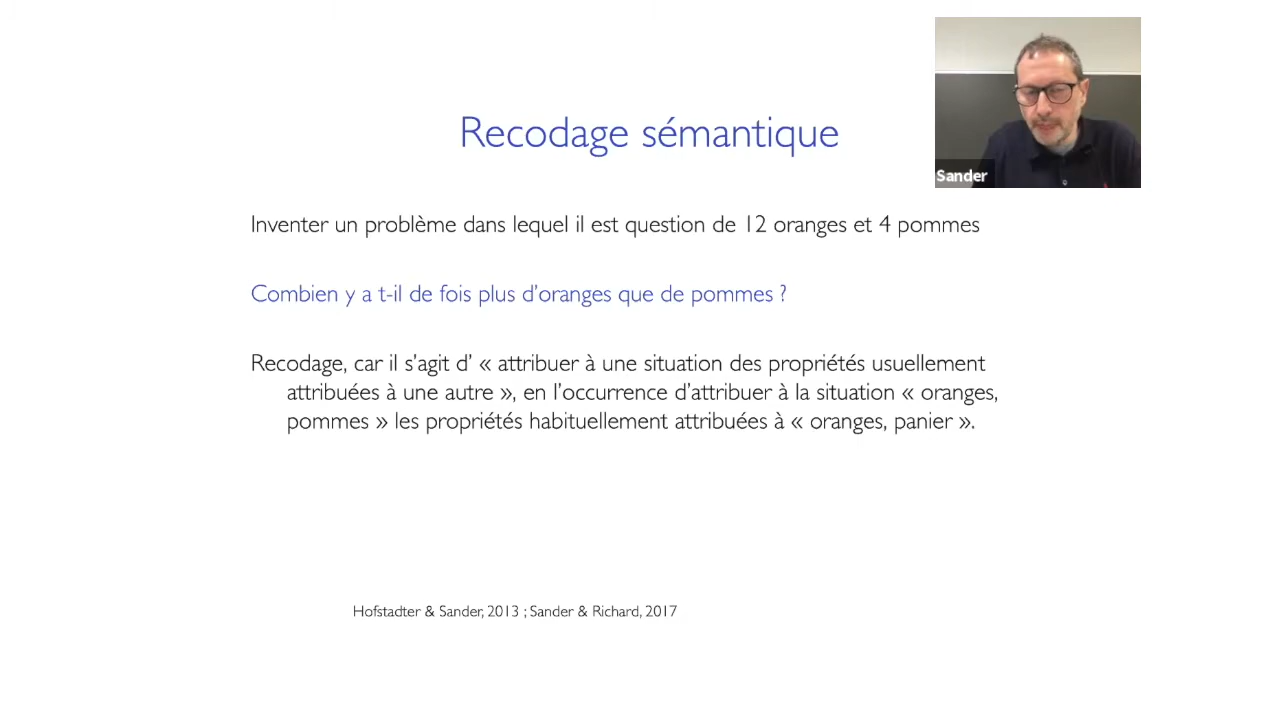 Recodage sémantique
Sander
Inventer un problème dans lequel il est question de 12 oranges et 4 pommes
Combien y a t-il de fois plus d’oranges que de pommes ?
Recodage, car il s’agit d’ « attribuer à une situation des propriétés usuellement
attribuées à une autre », en l’occurrence d’attribuer à la situation « oranges,
pommes » les propriétés habituellement attribuées à « oranges, panier ».
Hofstadter & Sander, 2013 ; Sander & Richard, 2017